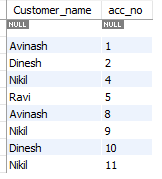 Customer_name acc_no
NULL NULL
Avinash 1
Dinesh 2
Nikil 4
Ravi 5
Avinash 8
Nikil 9
Dinesh 10
Nikil 11